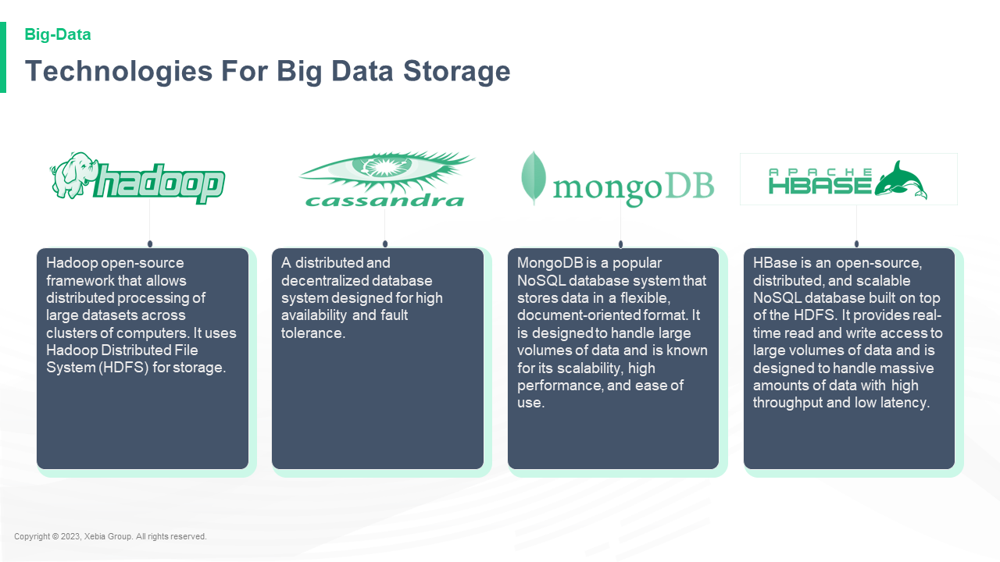 Big-Data
Technologies For Big Data Storage
hadoop
cassandra
mongoDB
APACHE
HBASE
Hadoop open-source
framework that allows
distributed processing of
large datasets across
clusters of computers. It uses
Hadoop Distributed File
System (HDFS) for storage.
A distributed and
decentralized database
system designed for high
availability and fault
tolerance.
MongoDB is a popular
NoSQL database system that
stores data in a flexible,
document-oriented format. It
is designed to handle large
volumes of data and is known
for its scalability, high
performance, and ease of
use.
HBase is an open-source,
distributed, and scalable
NoSQL database built on top
of the HDFS. It provides real-
time read and write access to
large volumes of data and is
designed to handle massive
amounts of data with high
throughput and low latency.
Copyright © 2023, Xebia Group. All rights reserved.